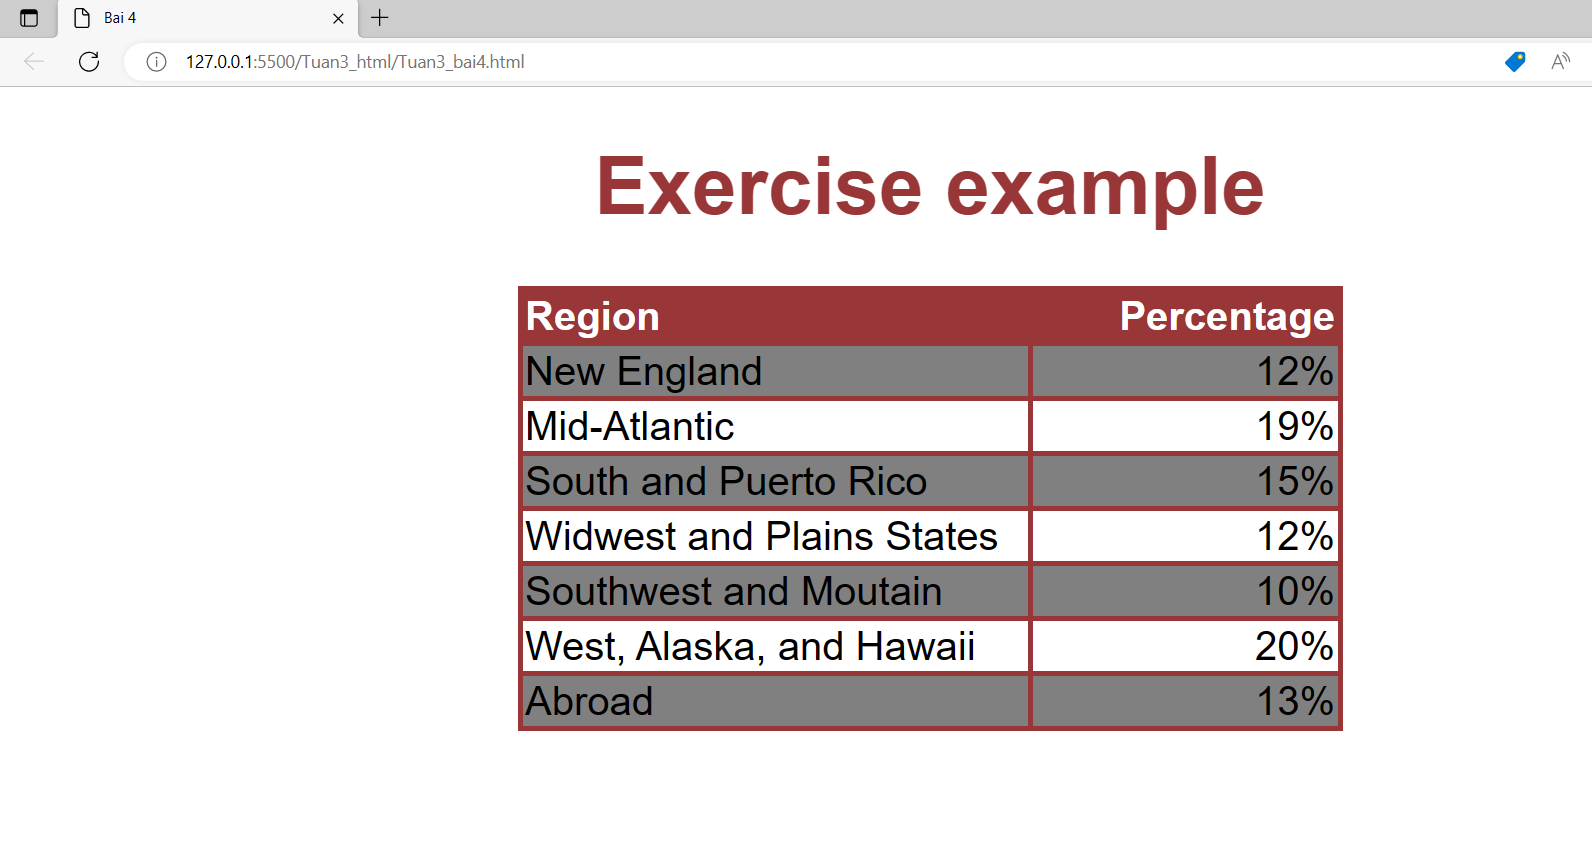 Bai 4
127.0.0.1:5500/Tuan3_html/Tuan3_bai4.html
Exercise example
Region Percentage
New England 12%
Mid-Atlantic 19%
South and Puerto Rico 15%
Widwest and Plains States 12%
Southwest and Moutain 10%
West, Alaska, and Hawaii 20%
Abroad 13%